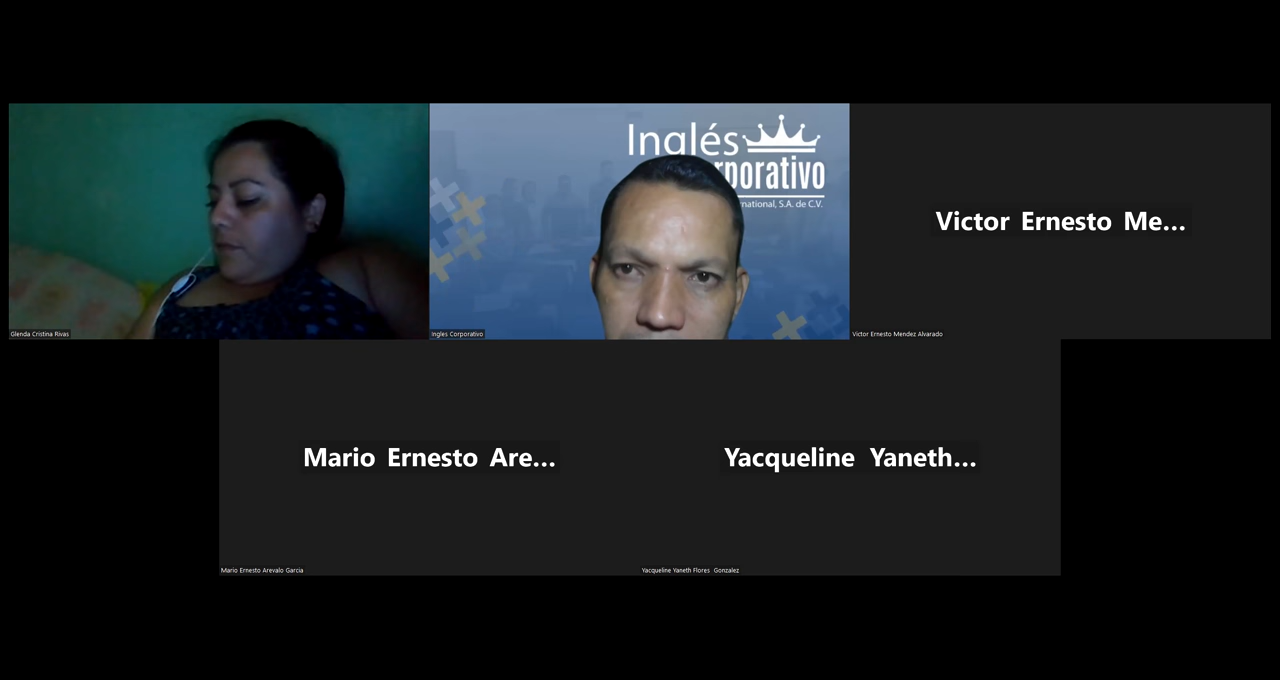 Inglés
rporativo
rnational, S.A. de C.V.
Glenda Cristina Rivas
Ingles Corporativo
Victor Ernesto Me...
Victor Ernesto Mendez Alvarado
Mario Ernesto Are...
Mario Ernesto Arevalo Garcia
Yacqueline Yaneth...
Yacqueline Yaneth Flores Gonzalez